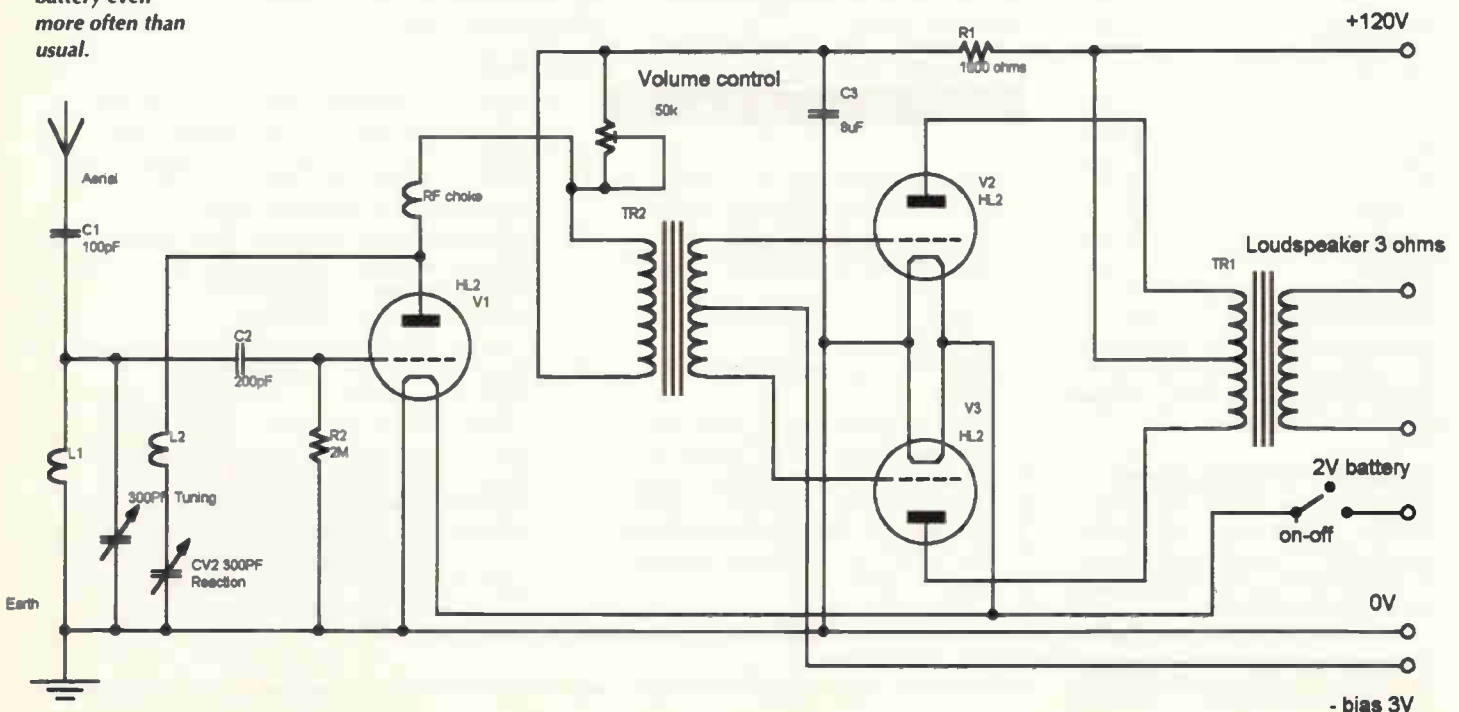 battery even
more often than
usual.
+120V
R1
1800 ohms
Volume control
50k
C3
8uF
Aerial
RF choke
V2
HL2
C1
100pF
TR2
Loudspeaker 3 ohms
TR1
HL2
V1
C2
200pF
V3
HL2
L1
L2
R2
2M
2V battery
300PF Tuning
on-off
CV2 300PF
Reaction
Earth
0V
- bias 3V